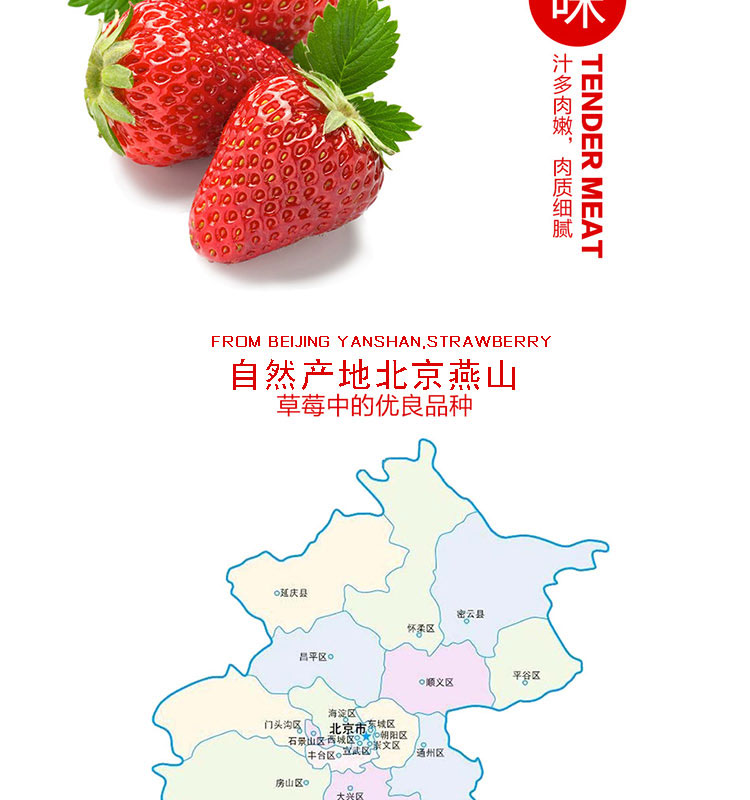 味
TENDER MEAT
汁多肉嫩，肉质细腻
FROM BEIJING YANSHAN,STRAWBERRY
自然产地北京燕山
草莓中的优良品种
延庆县
密云县
怀柔区
昌平区
平谷区
顺义区
海淀区
门头沟区
东城区
北京市
朝阳区
石景山区
西城区
崇文区
宣武区
通州区
丰台区
房山区
大兴区